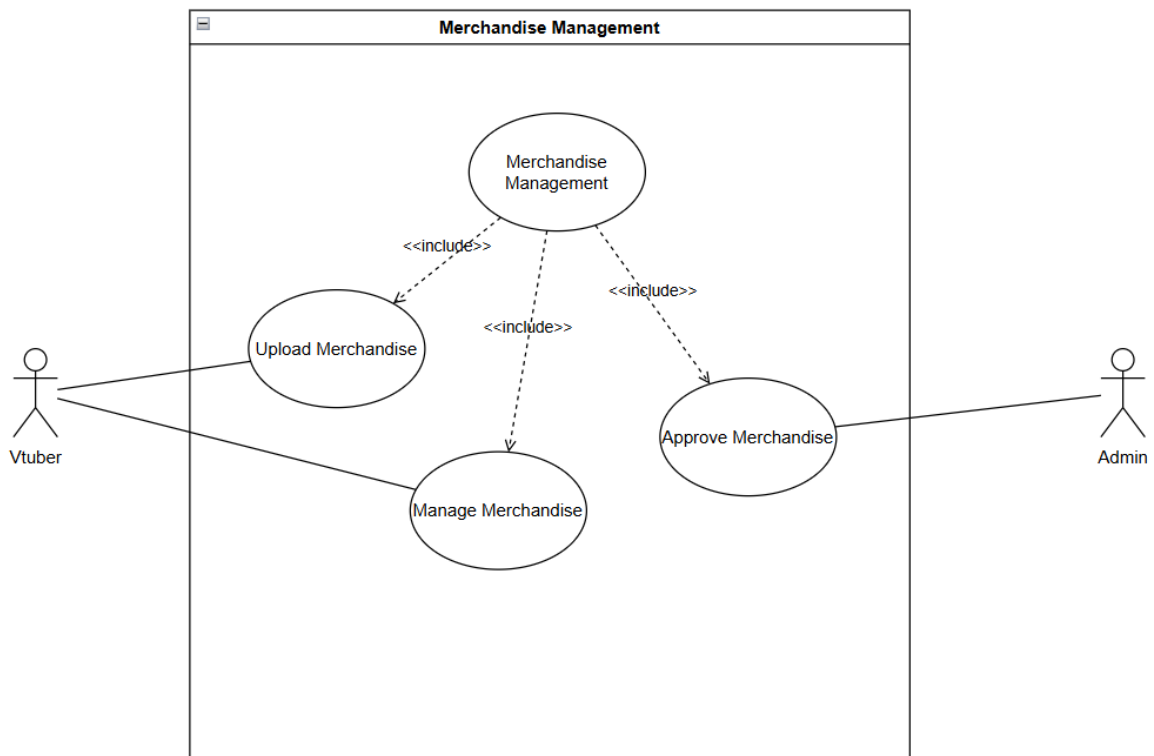 Merchandise Management
Merchandise
Management
<<include>>
<<include>>
<<include>>
Upload Merchandise
Approve Merchandise
Vtuber
Admin
Manage Merchandise